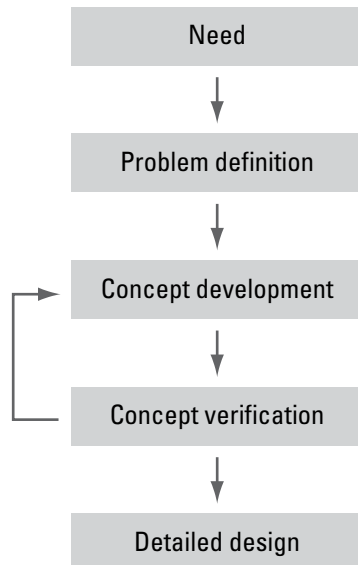 Need
Problem definition
Concept development
Concept verification
Detailed design